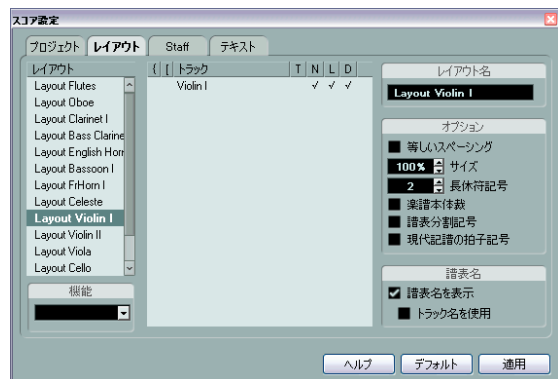 スコア設定
プロジェクト レイアウト Staff テキスト
レイアウト
Layout Flutes
Layout Oboe
Layout Clarinet I
Layout Bass Clarine
Layout English Horr
Layout Bassoon I
Layout FrHorn I
Layout Celeste
Layout Violin I
Layout Violin II
Layout Viola
Layout Cello
機能
{ [ トラック T N L D
Violin I √ √ √
レイアウト名
Layout Violin I
オプション
等しいスペーシング
100% サイズ
2 長休符記号
楽譜本体裁
譜表分割記号
現代記譜の拍子記号
譜表名
譜表名を表示
トラック名を使用
ヘルプ デフォルト 適用